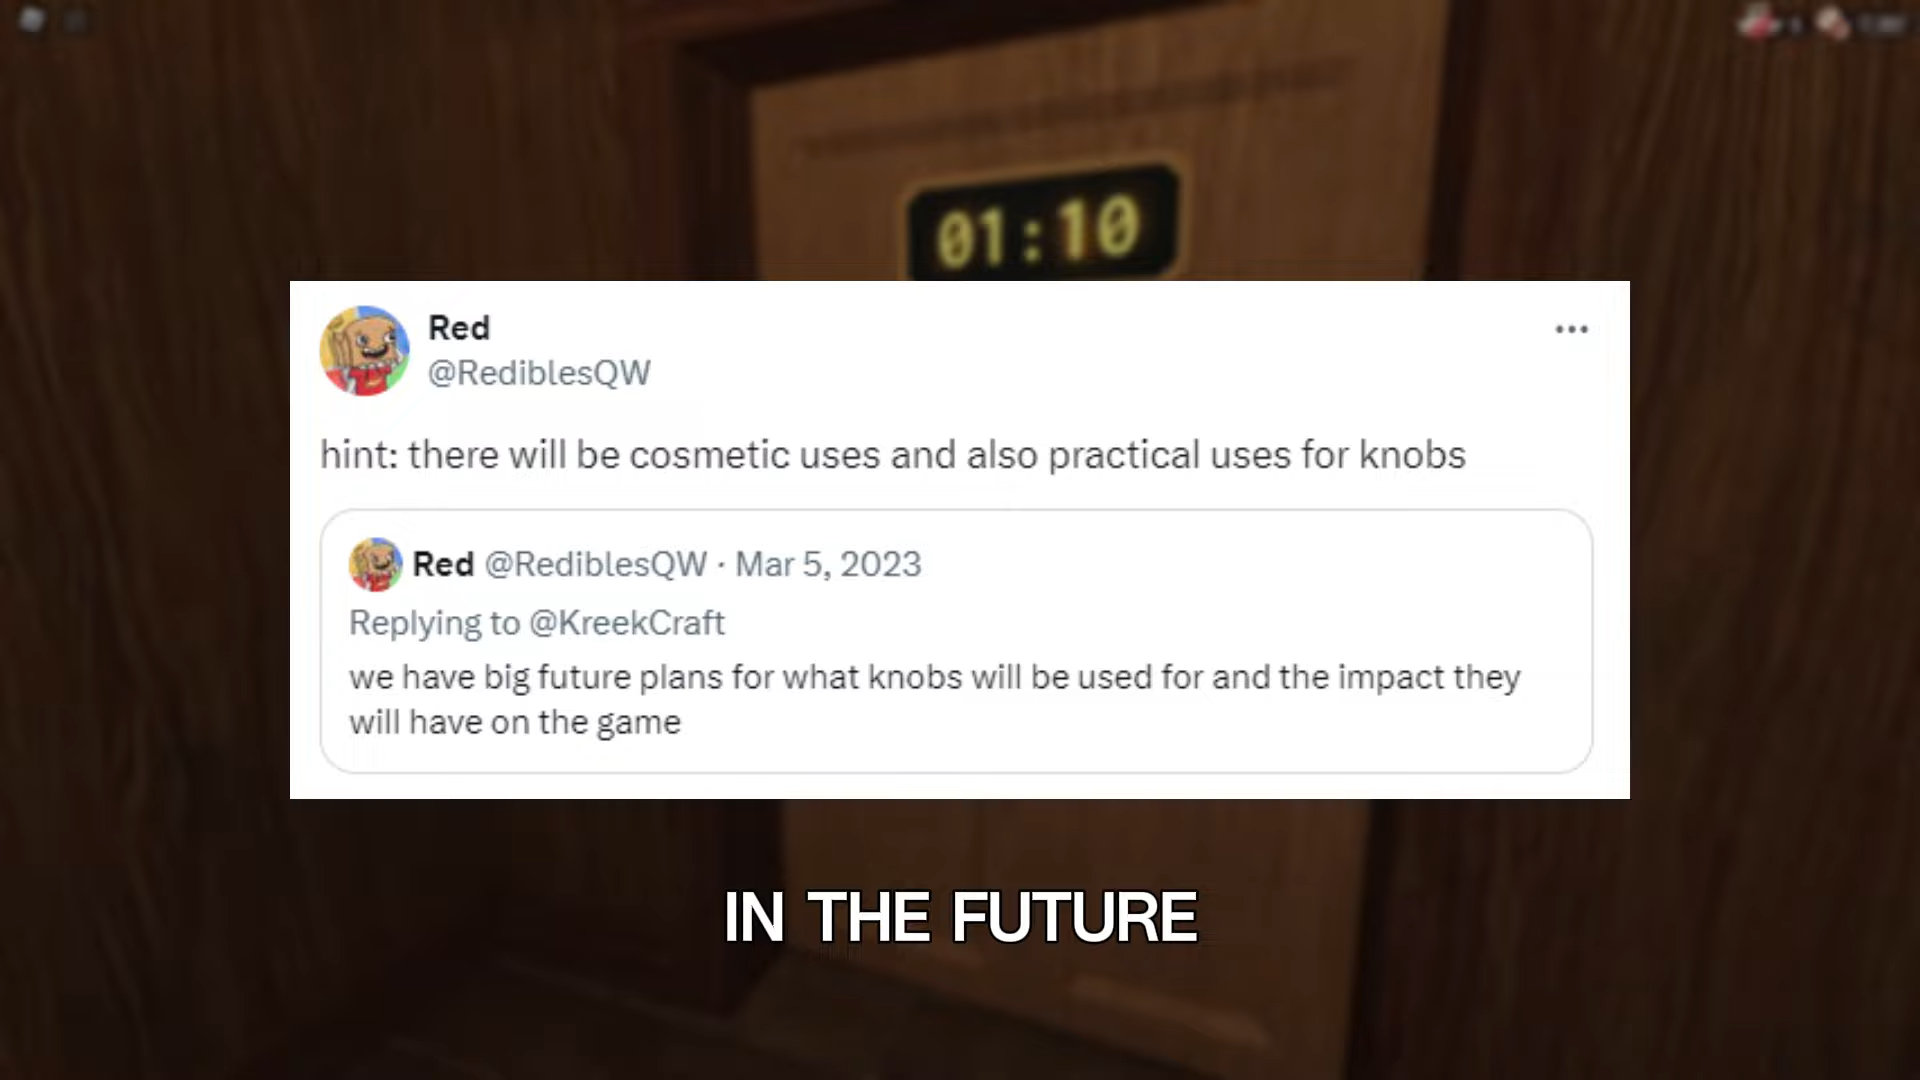 01:10
Red
@RediblesQW
hint: there will be cosmetic uses and also practical uses for knobs
Red @RediblesQW · Mar 5, 2023
Replying to @KreekCraft
we have big future plans for what knobs will be used for and the impact they
will have on the game
IN THE FUTURE